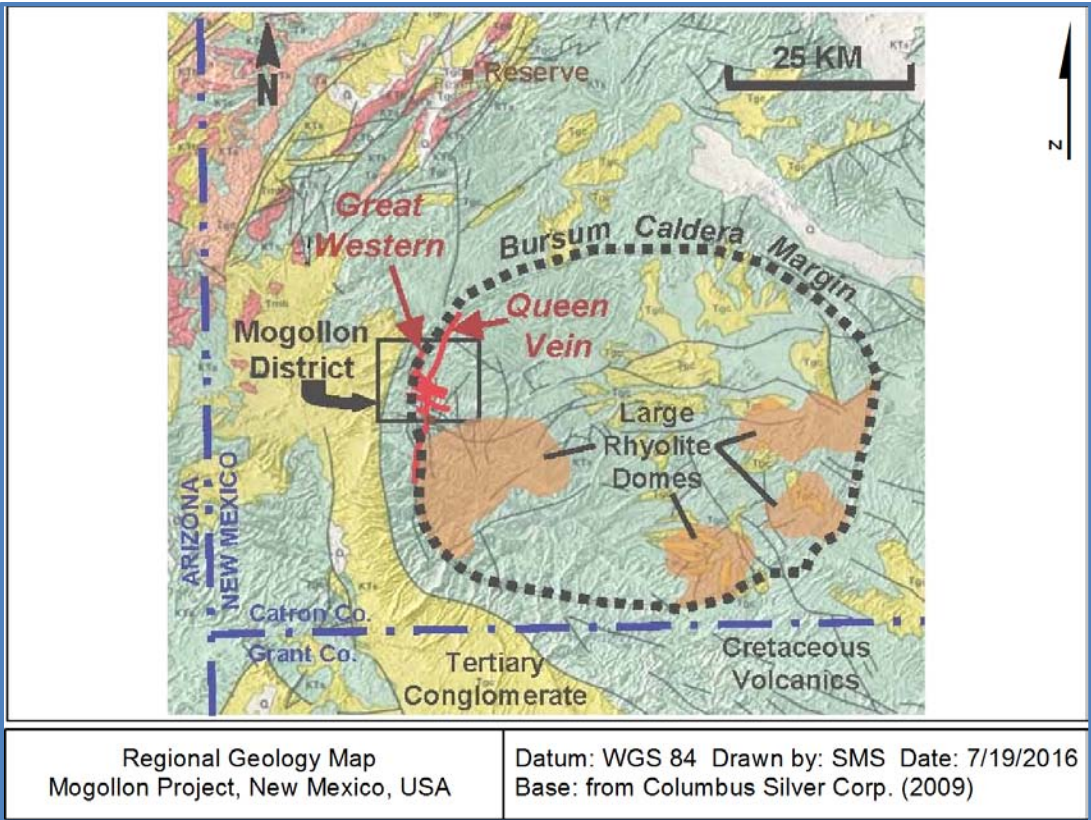 25 KM
N
Reserve
Z
Great
Western
Bursum Caldera Margin
Queen
Vein
Mogollon
District
Large
Rhyolite
Domes
ARIZONA
NEW MEXICO
Catron Co.
Grant Co.
Tertiary
Conglomerate
Cretaceous
Volcanics
Regional Geology Map
Mogollon Project, New Mexico, USA
Datum: WGS 84 Drawn by: SMS Date: 7/19/2016
Base: from Columbus Silver Corp. (2009)